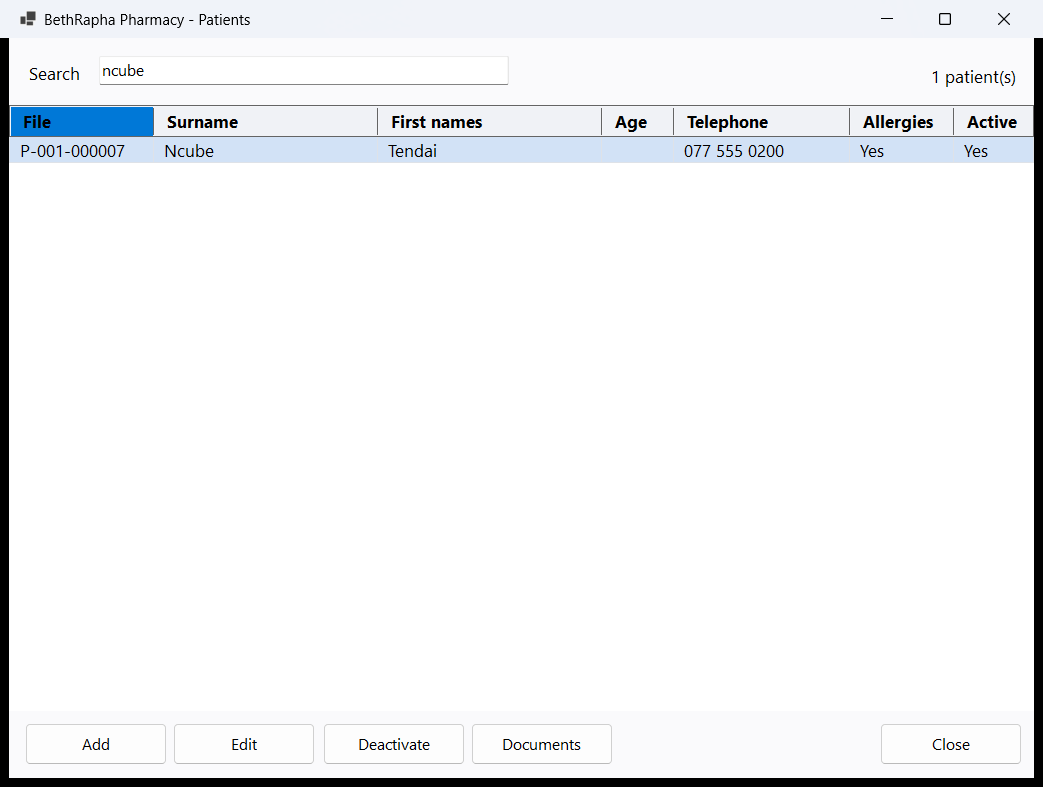 BethRapha Pharmacy - Patients
Search ncube 1 patient(s)
File Surname First names Age Telephone Allergies Active
P-001-000007 Ncube Tendai 077 555 0200 Yes Yes
Add Edit Deactivate Documents Close